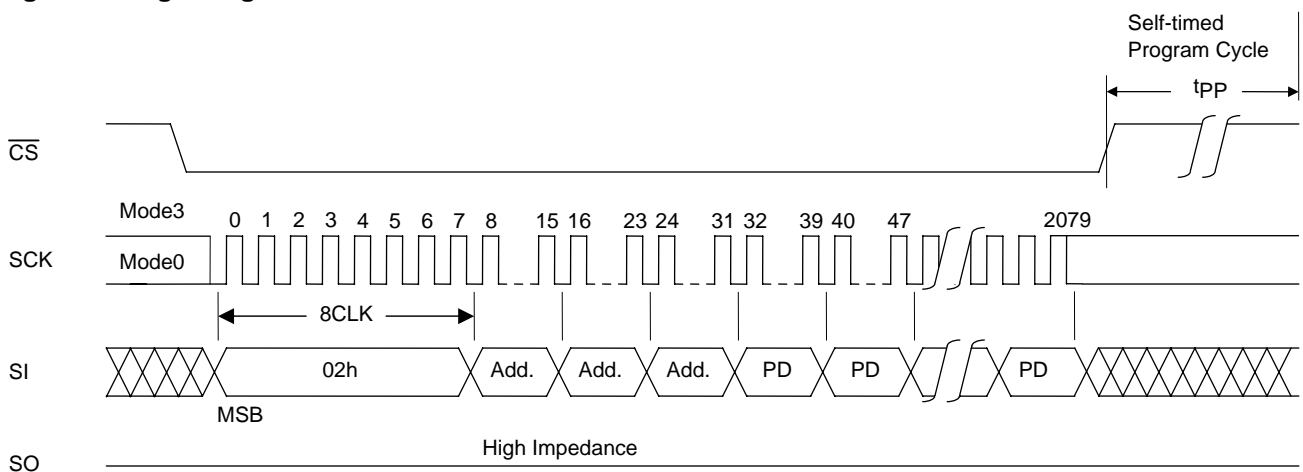 Self-timed
Program Cycle
tPP
CS
Mode3
0 1 2 3 4 5 6 7 8 15 16 23 24 31 32 39 40 47 2079
SCK
Mode0
8CLK
SI
02h Add. Add. Add. PD PD PD
MSB
High Impedance
SO